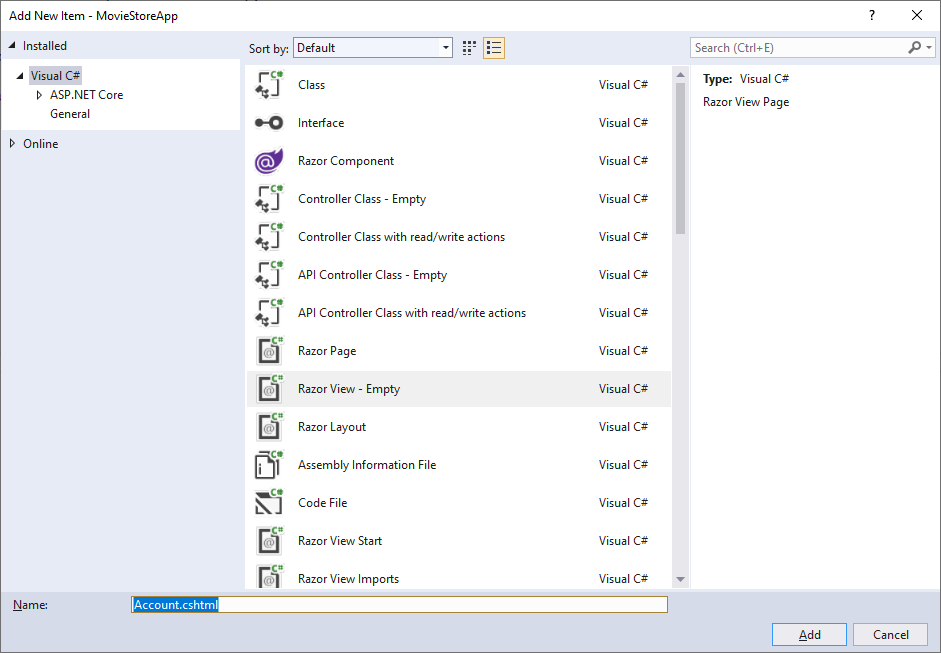 Add New Item - MovieStoreApp
?
Installed
Sort by:
Default
Search (Ctrl+E)
Visual C#
ASP.NET Core
General
Online
Class Visual C#
Interface Visual C#
Razor Component Visual C#
Controller Class - Empty Visual C#
Controller Class with read/write actions Visual C#
API Controller Class - Empty Visual C#
API Controller Class with read/write actions Visual C#
Razor Page Visual C#
Razor View - Empty Visual C#
Razor Layout Visual C#
Assembly Information File Visual C#
Code File Visual C#
Razor View Start Visual C#
Razor View Imports Visual C#
Type: Visual C#
Razor View Page
Name: Account.cshtml
Add
Cancel